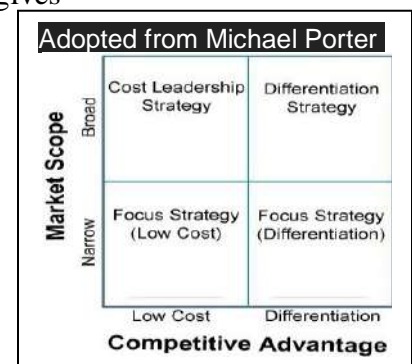 gives
Adopted from Michael Porter
Cost Leadership
Strategy
Differentiation
Strategy
Market Scope
Broad
Narrow
Focus Strategy
(Low Cost)
Focus Strategy
(Differentiation)
Low Cost
Differentiation
Competitive Advantage